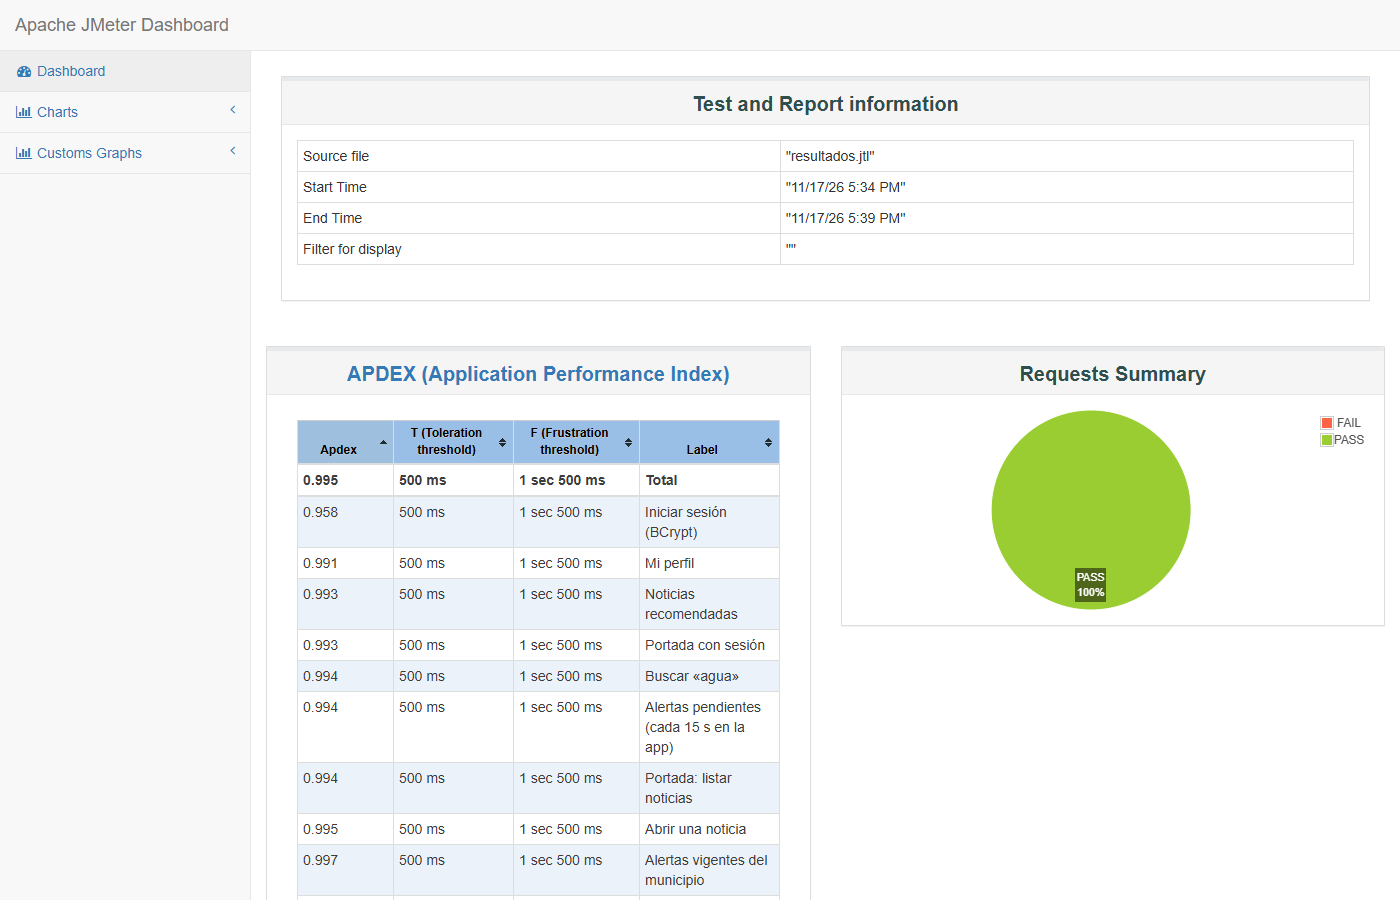 Apache JMeter Dashboard
Dashboard
Charts
Customs Graphs
Test and Report information
Source file "resultados.jtl"
Start Time "11/17/26 5:34 PM"
End Time "11/17/26 5:39 PM"
Filter for display ""
APDEX (Application Performance Index)
Apdex T (Toleration threshold) F (Frustration threshold) Label
0.995 500 ms 1 sec 500 ms Total
0.958 500 ms 1 sec 500 ms Iniciar sesión
(BCrypt)
0.991 500 ms 1 sec 500 ms Mi perfil
0.993 500 ms 1 sec 500 ms Noticias
recomendadas
0.993 500 ms 1 sec 500 ms Portada con sesión
0.994 500 ms 1 sec 500 ms Buscar «agua»
0.994 500 ms 1 sec 500 ms Alertas pendientes
(cada 15 s en la
app)
0.994 500 ms 1 sec 500 ms Portada: listar
noticias
0.995 500 ms 1 sec 500 ms Abrir una noticia
0.997 500 ms 1 sec 500 ms Alertas vigentes del
municipio
Requests Summary
FAIL
PASS
PASS
100%